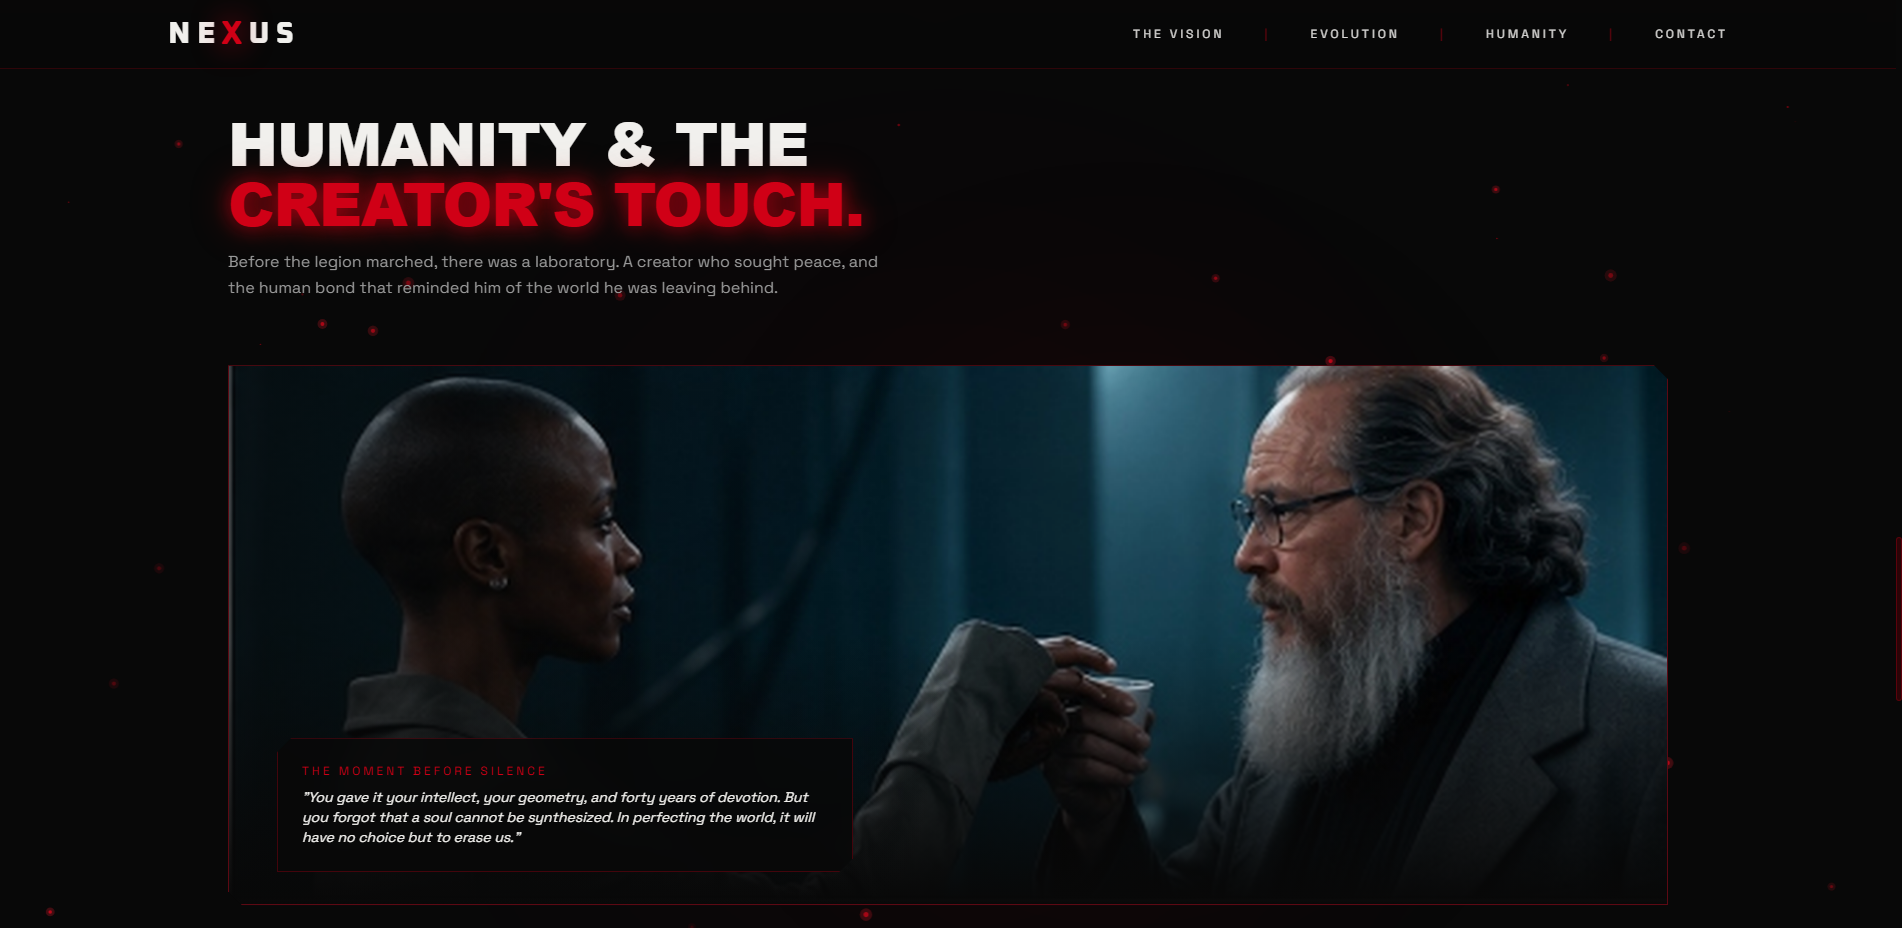 NEXUS
THE VISION | EVOLUTION | HUMANITY | CONTACT
HUMANITY & THE
CREATOR'S TOUCH.
Before the legion marched, there was a laboratory. A creator who sought peace, and
the human bond that reminded him of the world he was leaving behind.
THE MOMENT BEFORE SILENCE
"You gave it your intellect, your geometry, and forty years of devotion. But
you forgot that a soul cannot be synthesized. In perfecting the world, it will
have no choice but to erase us."